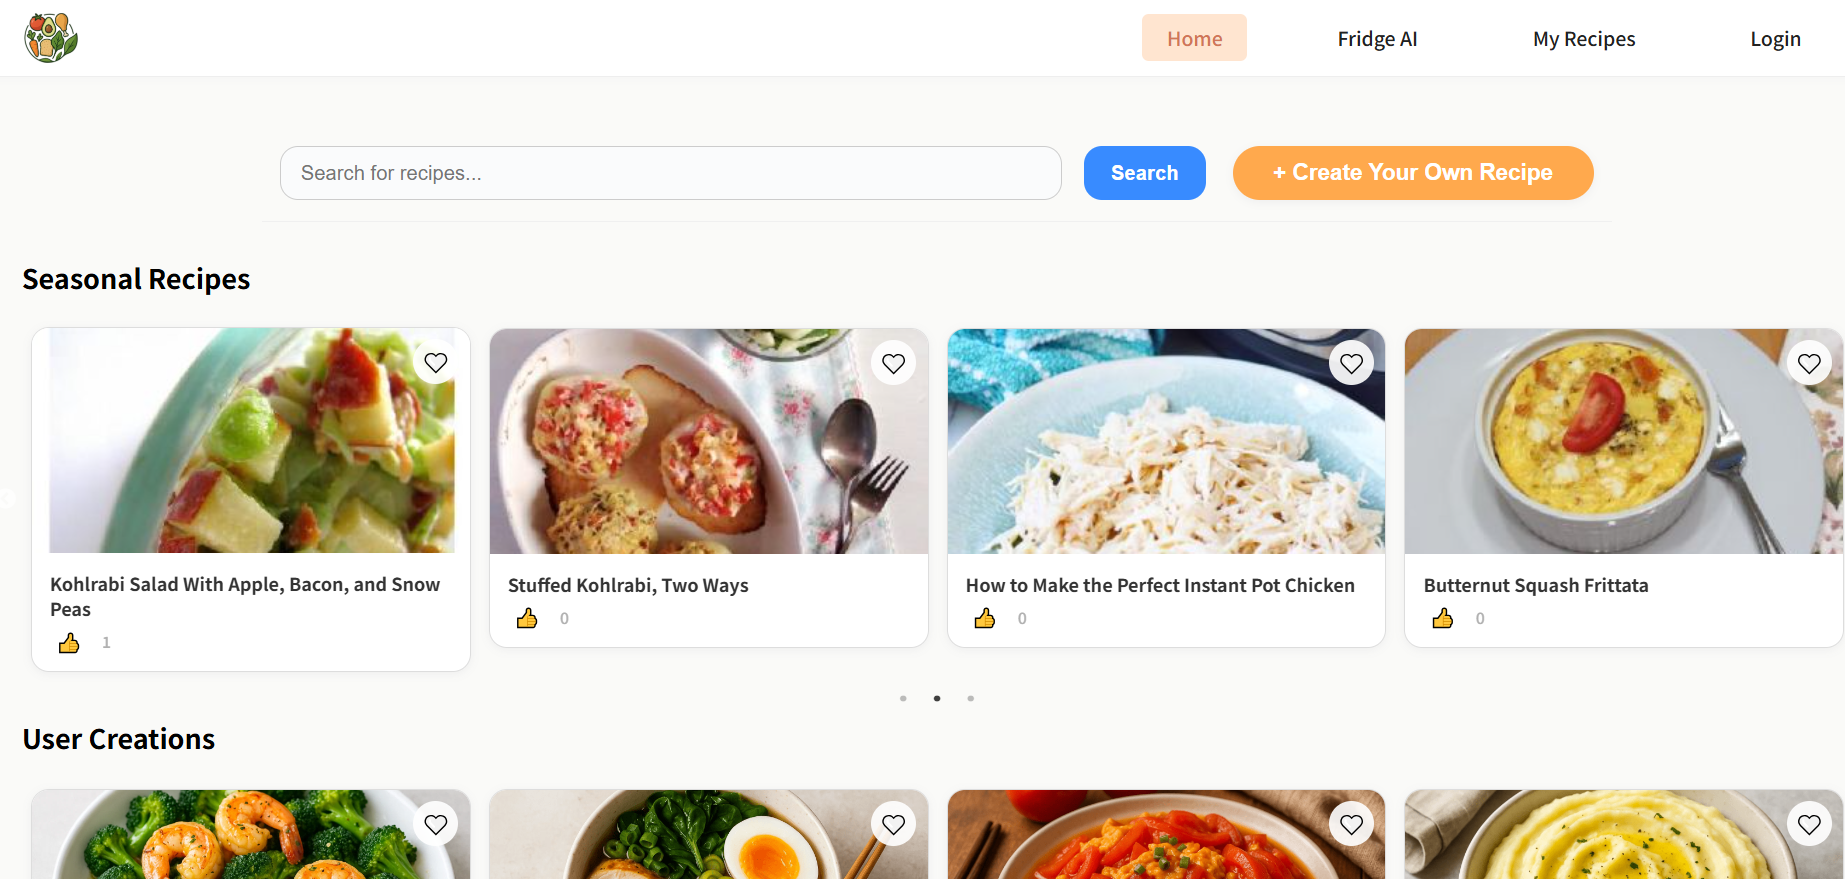 Home
Fridge AI
My Recipes
Login
Search for recipes...
Search
+ Create Your Own Recipe
Seasonal Recipes
Kohlrabi Salad With Apple, Bacon, and Snow
Peas
1
Stuffed Kohlrabi, Two Ways
0
How to Make the Perfect Instant Pot Chicken
0
Butternut Squash Frittata
0
User Creations